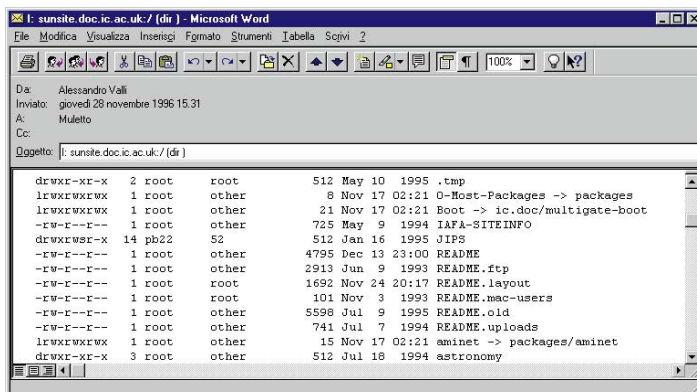 I: sunsite.doc.ic.ac.uk:/ (dir ) - Microsoft Word
File Modifica Visualizza Inserisci Formato Strumenti Tabella Scrivi ?
100%
Da: Alessandro Valli
Inviato: giovedì 28 novembre 1996 15.31
A: Muletto
Cc:
Oggetto: I: sunsite.doc.ic.ac.uk:/ (dir )
drwxr-xr-x 2 root root 512 May 10 1995 .tmp
lrwxrwxrwx 1 root other 8 Nov 17 02:21 0-Most-Packages -> packages
lrwxrwxrwx 1 root other 21 Nov 17 02:21 Boot -> ic.doc/multigate-boot
-rw-r--r-- 1 root other 725 May 9 1994 IAFA-SITEINFO
drwxrwsr-x 14 pb22 52 512 Jan 16 1995 JIPS
-rw-r--r-- 1 root other 4795 Dec 13 23:00 README
-rw-r--r-- 1 root other 2913 Jun 9 1993 README.ftp
-rw-r--r-- 1 root root 1692 Nov 24 20:17 README.layout
-rw-r--r-- 1 root root 101 Nov 3 1993 README.mac-users
-rw-r--r-- 1 root other 5598 Jul 9 1995 README.old
-rw-r--r-- 1 root other 741 Jul 7 1994 README.uploads
lrwxrwxrwx 1 root other 15 Nov 17 02:21 aminet -> packages/aminet
drwxr-xr-x 3 root other 512 Jul 18 1994 astronomy